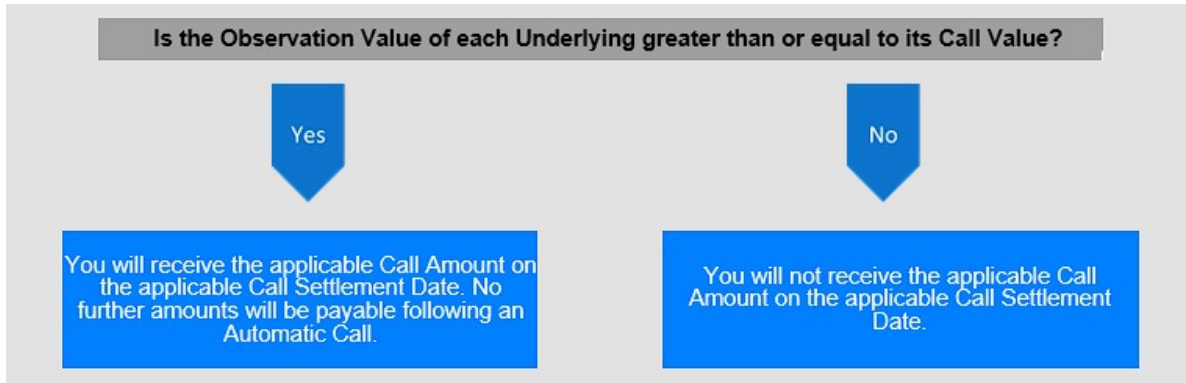 Is the Observation Value of each Underlying greater than or equal to its Call Value?
Yes
No
You will receive the applicable Call Amount on
the applicable Call Settlement Date. No
further amounts will be payable following an
Automatic Call.
You will not receive the applicable Call
Amount on the applicable Call Settlement
Date.